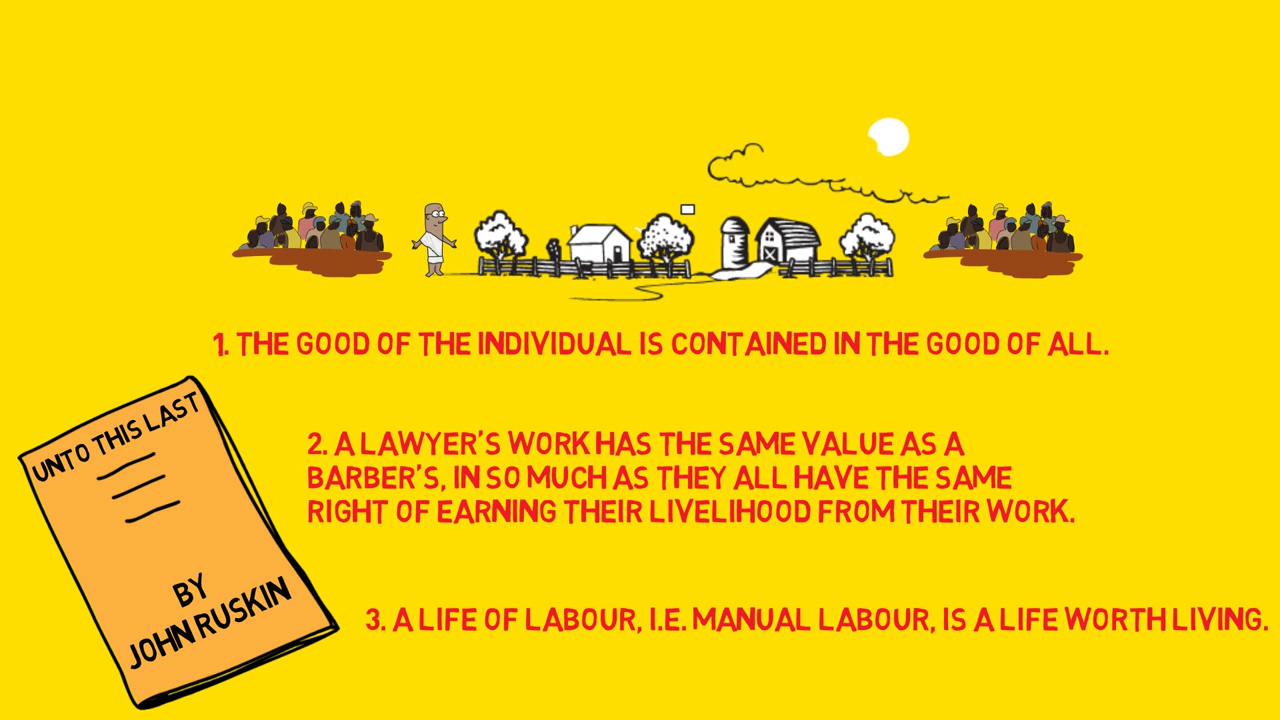 1. THE GOOD OF THE INDIVIDUAL IS CONTAINED IN THE GOOD OF ALL.
UNTO THIS LAST
BY
JOHN RUSKIN
2. A LAWYER'S WORK HAS THE SAME VALUE AS A
BARBER'S, IN SO MUCH AS THEY ALL HAVE THE SAME
RIGHT OF EARNING THEIR LIVELIHOOD FROM THEIR WORK.
3. A LIFE OF LABOUR, I.E. MANUAL LABOUR, IS A LIFE WORTH LIVING.